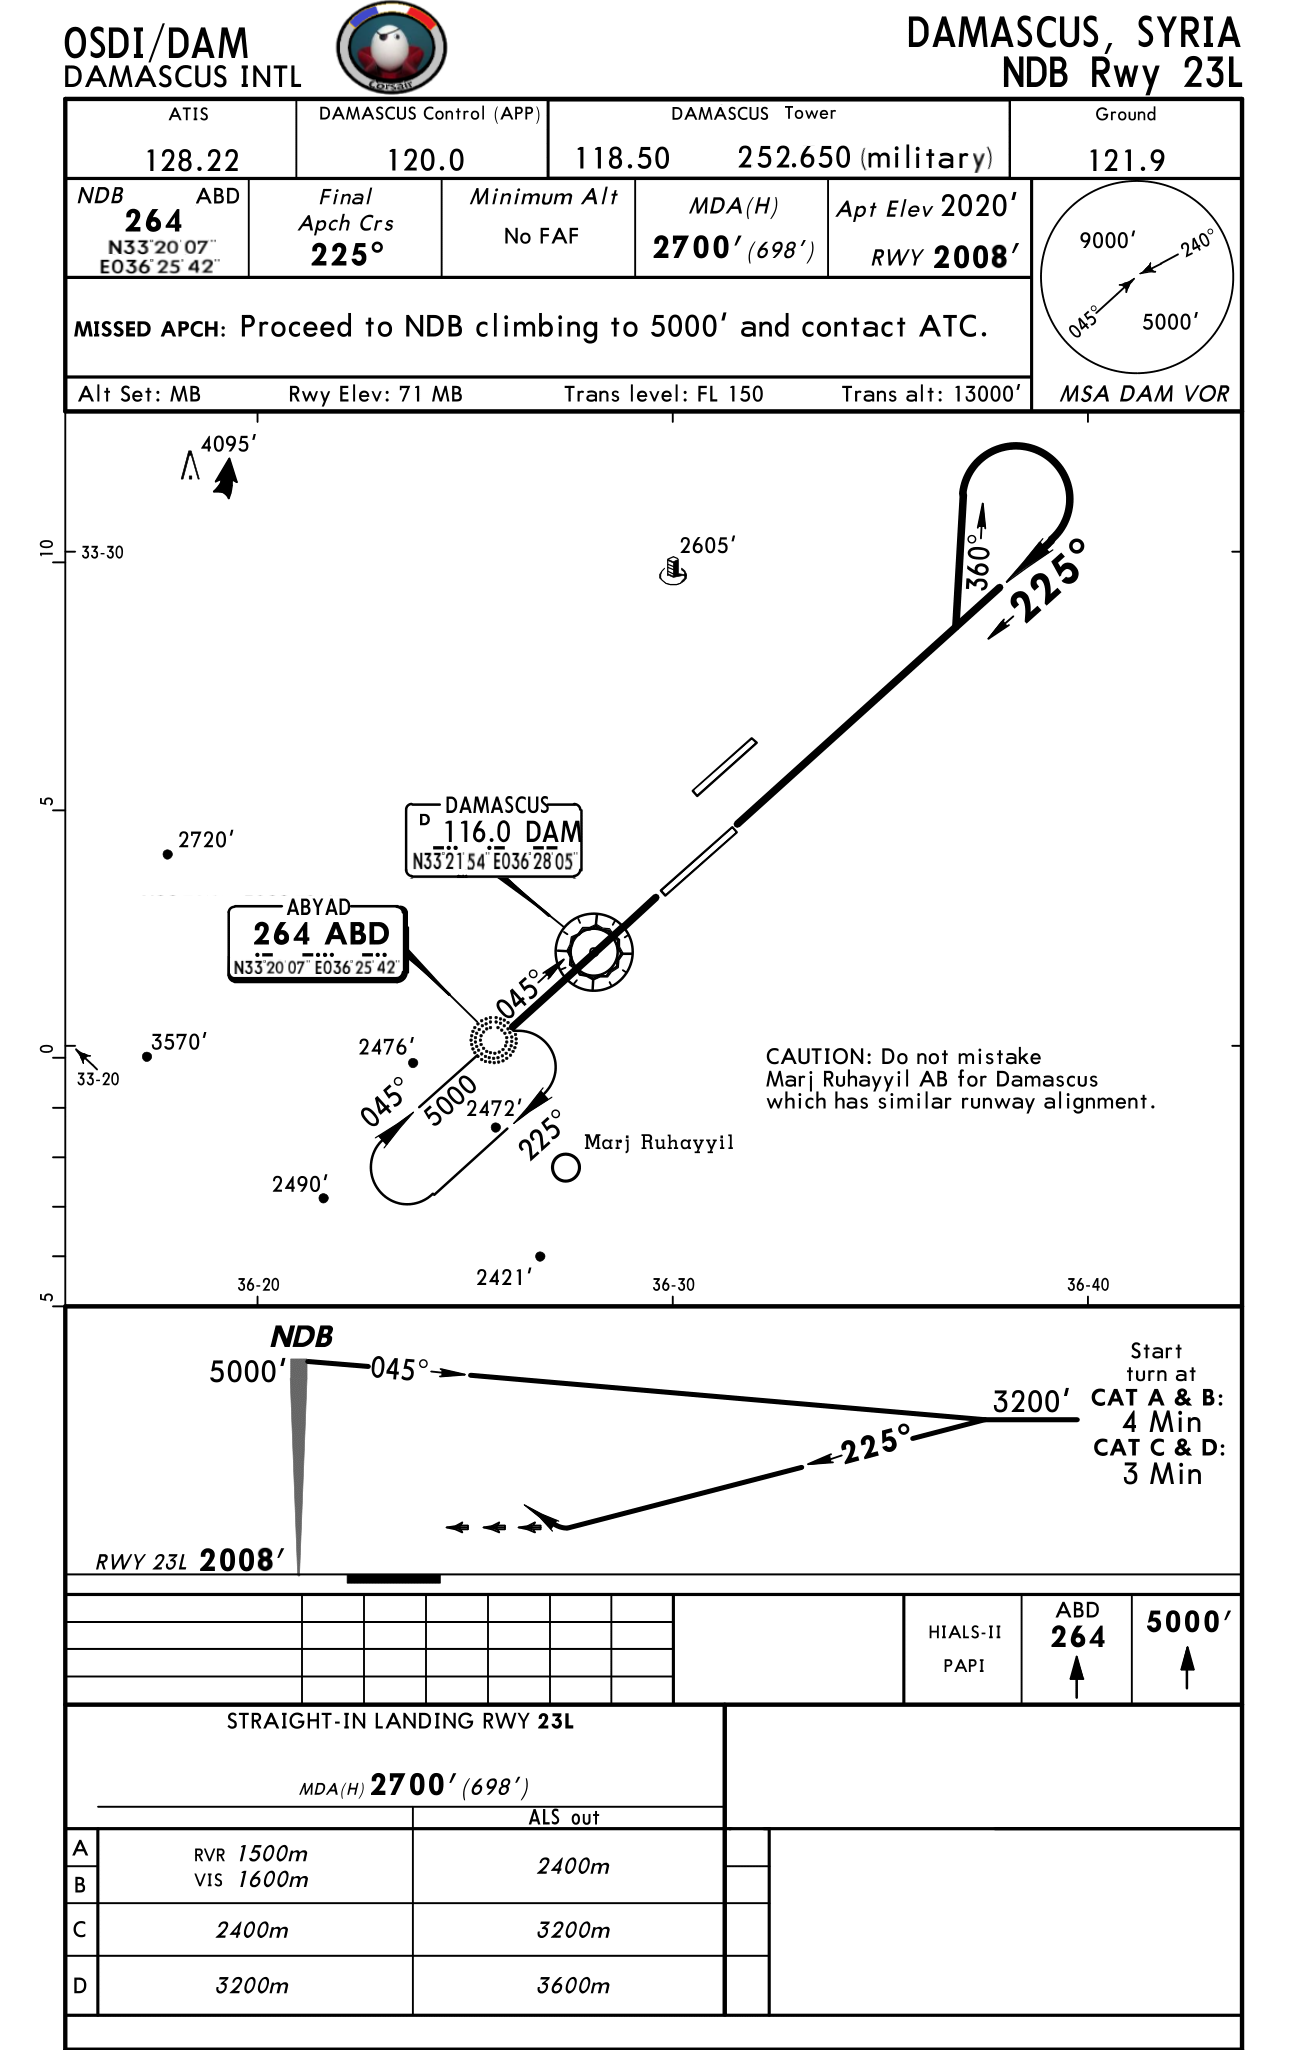 OSDI/DAM
DAMASCUS INTL
Corsair
DAMASCUS, SYRIA
NDB Rwy 23L
ATIS
128.22
DAMASCUS Control (APP)
120.0
DAMASCUS Tower
118.50 252.650 (military)
Ground
121.9
NDB ABD
264
N33°20'07"
E036°25'42"
Final
Apch Crs
225°
Minimum Alt
No FAF
MDA(H)
2700' (698')
Apt Elev 2020'
RWY 2008'
9000'
240°
045°
5000'
MSA DAM VOR
MISSED APCH: Proceed to NDB climbing to 5000' and contact ATC.
Alt Set: MB Rwy Elev: 71 MB Trans level: FL 150 Trans alt: 13000'
4095'
10
33-30
2605'
360°
225°
5
2720'
DAMASCUS
D 116.0 DAM
N33°21'54" E036°28'05"
ABYAD
264 ABD
N33°20'07" E036°25'42"
045°
0
33-20
3570'
2476'
045°
5000
2472'
225°
CAUTION: Do not mistake
Marj Ruhayyil AB for Damascus
which has similar runway alignment.
Marj Ruhayyil
2490'
2421'
5
36-20
36-30
36-40
NDB
5000'
045°
3200'
225°
Start
turn at
CAT A & B:
4 Min
CAT C & D:
3 Min
RWY 23L 2008'
HIALS-II
PAPI
ABD
264
5000'
STRAIGHT-IN LANDING RWY 23L
MDA(H) 2700' (698')
ALS out
A
B
RVR 1500m
VIS 1600m
2400m
C
2400m
3200m
D
3200m
3600m